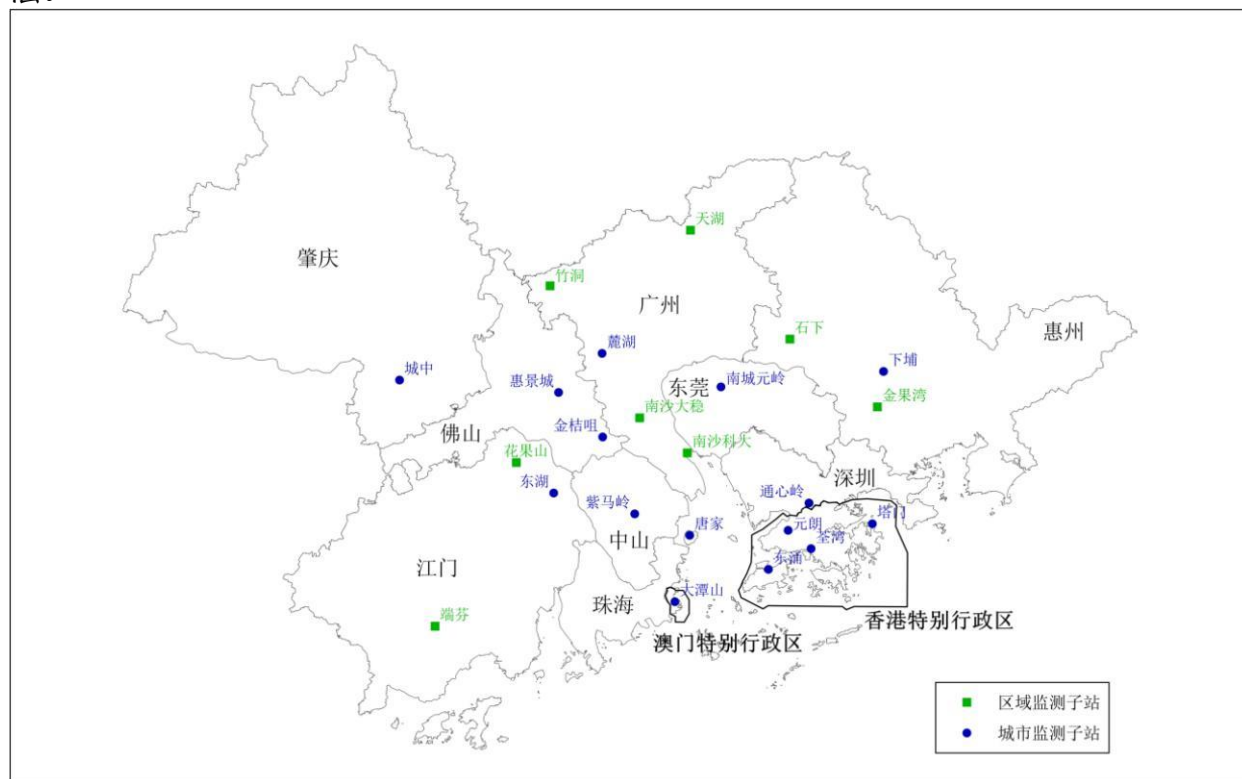 天湖
肇庆
竹洞
广州
石下
惠州
麓湖
城中
下埔
惠景城
东莞
南城元岭
金果湾
南沙大稳
金桔咀
佛山
花果山
南沙科大
东湖
深圳
通心岭
紫马岭
塔门
元朗
唐家
中山
荃湾
江门
东涌
大潭山
珠海
香港特别行政区
端芬
澳门特别行政区
区域监测子站
城市监测子站